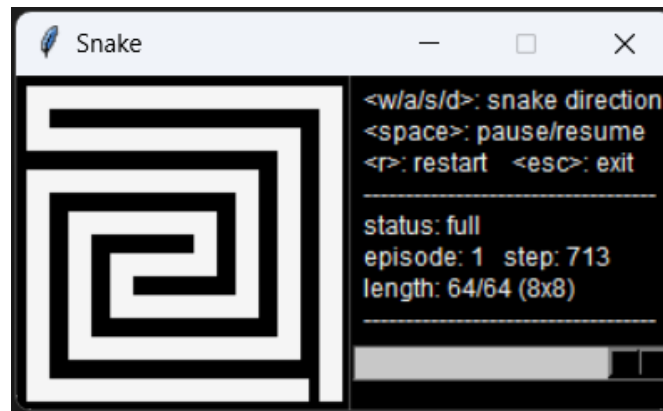 Snake
<w/a/s/d>: snake direction
<space>: pause/resume
<r>: restart <esc>: exit
status: full
episode: 1 step: 713
length: 64/64 (8x8)